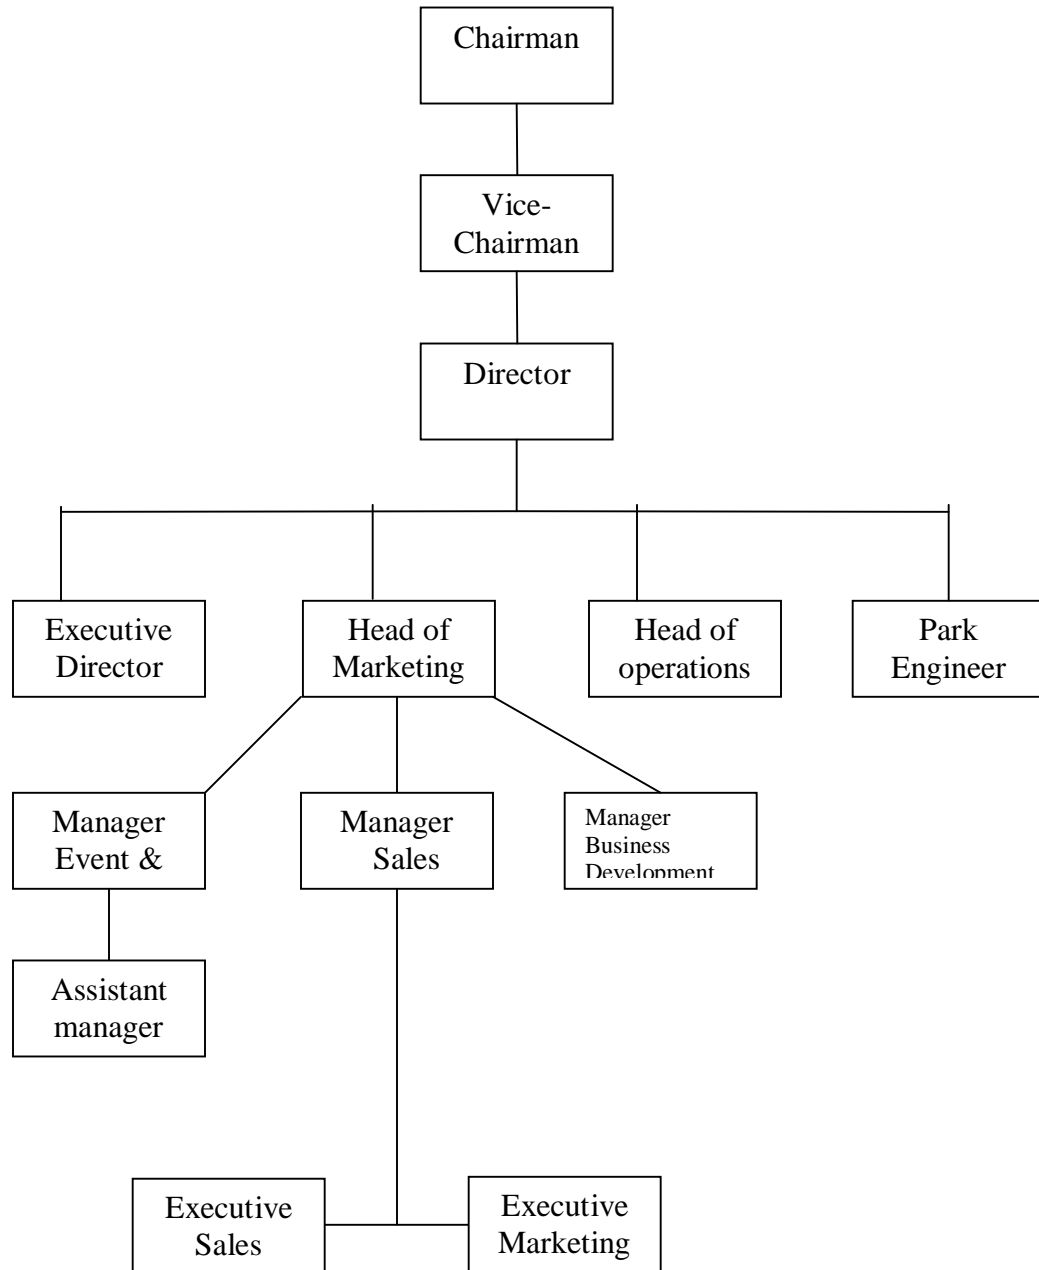 Chairman
Vice-
Chairman
Director
Executive
Director
Head of
Marketing
Head of
operations
Park
Engineer
Manager
Event &
Manager
Sales
Manager
Business
Development
Assistant
manager
Executive
Sales
Executive
Marketing